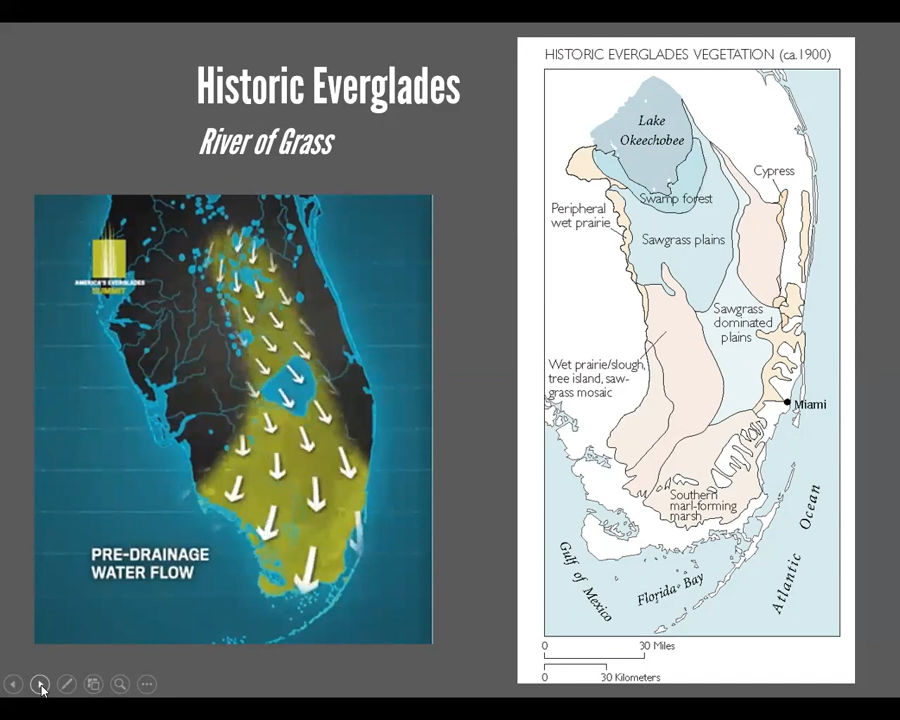 Historic Everglades
River of Grass
AMERICA'S EVERGLADES
SUMMIT
PRE-DRAINAGE
WATER FLOW
HISTORIC EVERGLADES VEGETATION (ca.1900)
Lake
Okeechobee
Cypress
Swamp forest
Peripheral
wet prairie
Sawgrass plains
Sawgrass
dominated
plains
Wet prairie/slough,
tree island, saw-
grass mosaic
Miami
Southern
marl-forming
marsh
Gulf of Mexico
Florida Bay
Atlantic Ocean
0 30 Miles
0 30 Kilometers